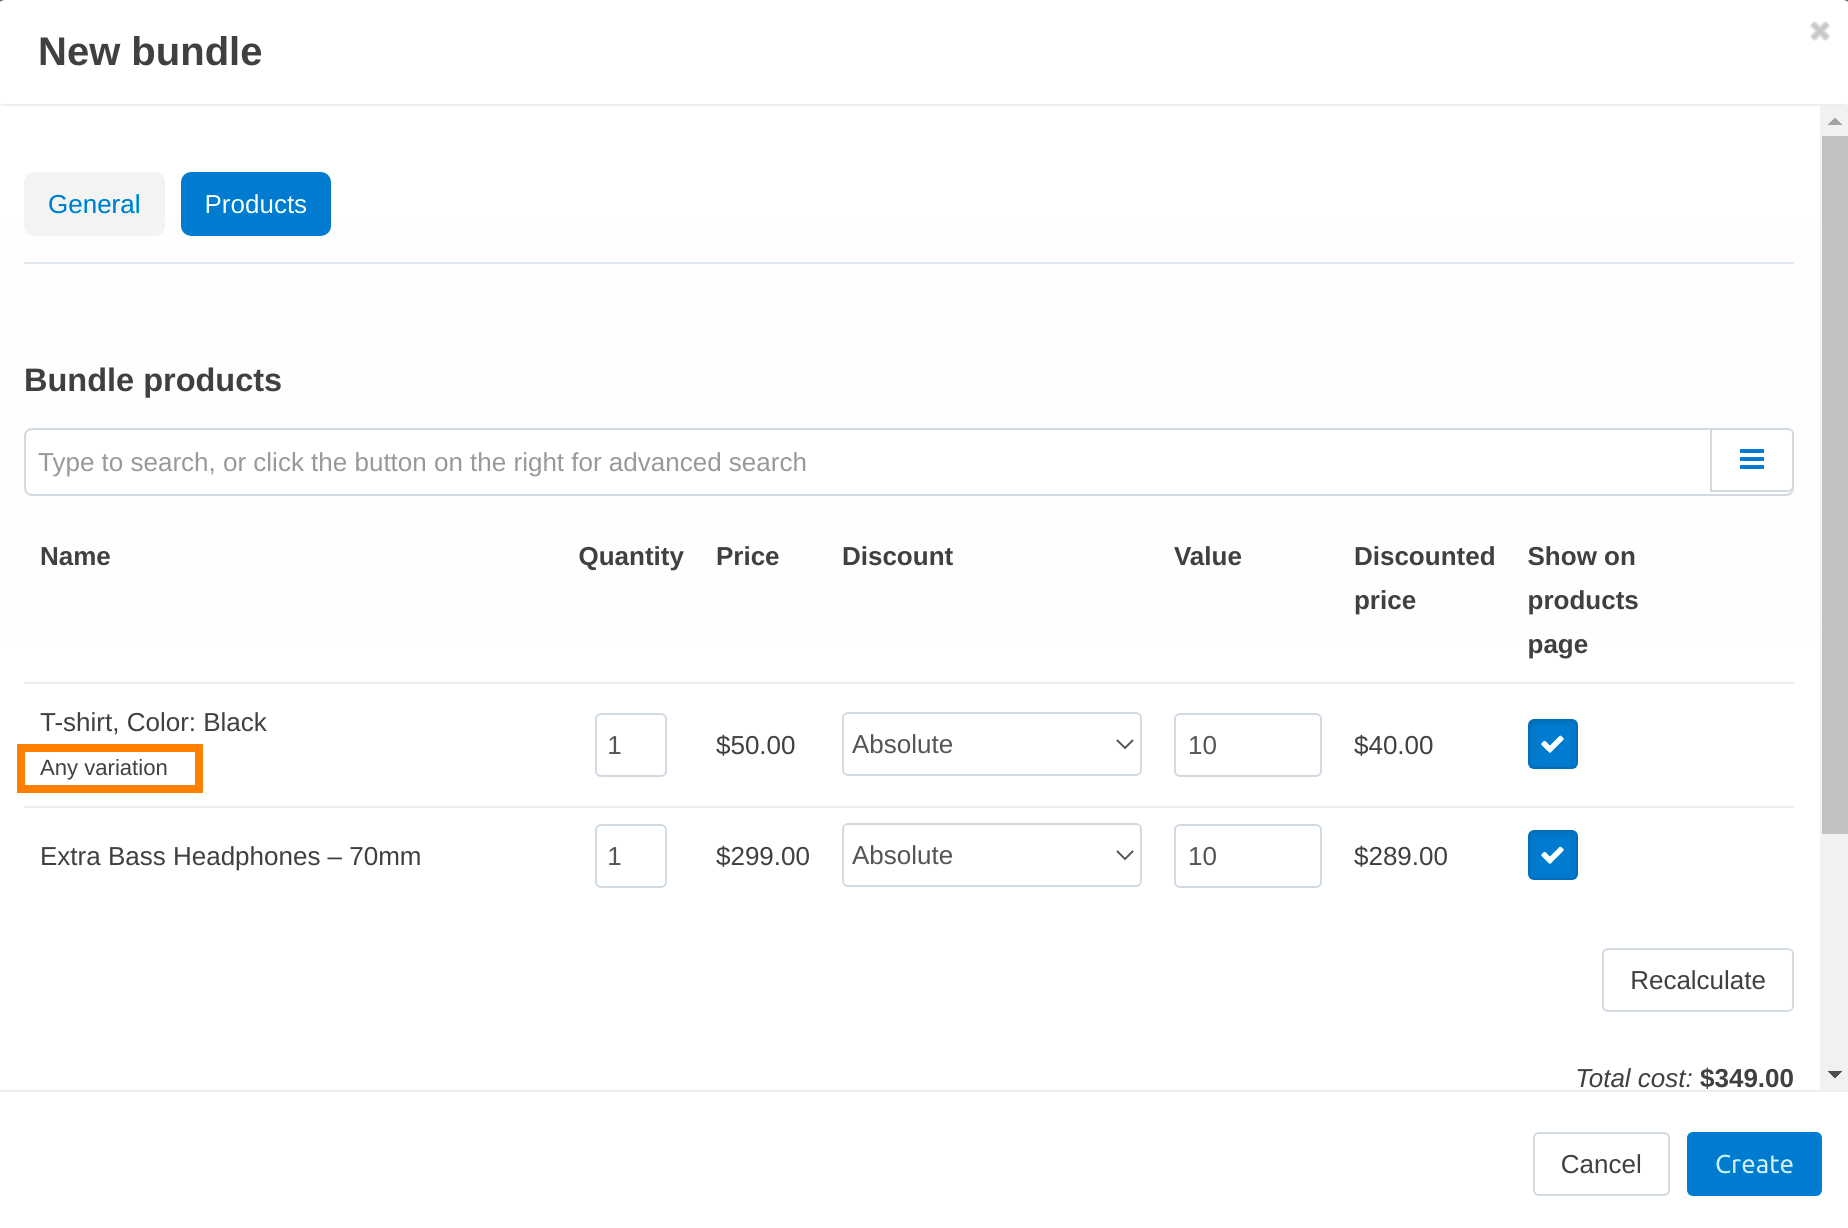 New bundle
General Products
Bundle products
Type to search, or click the button on the right for advanced search
Name Quantity Price Discount Value Discounted price Show on products page
T-shirt, Color: Black 1 $50.00 Absolute 10 $40.00
Any variation
Extra Bass Headphones – 70mm 1 $299.00 Absolute 10 $289.00
Recalculate
Total cost: $349.00
Cancel Create